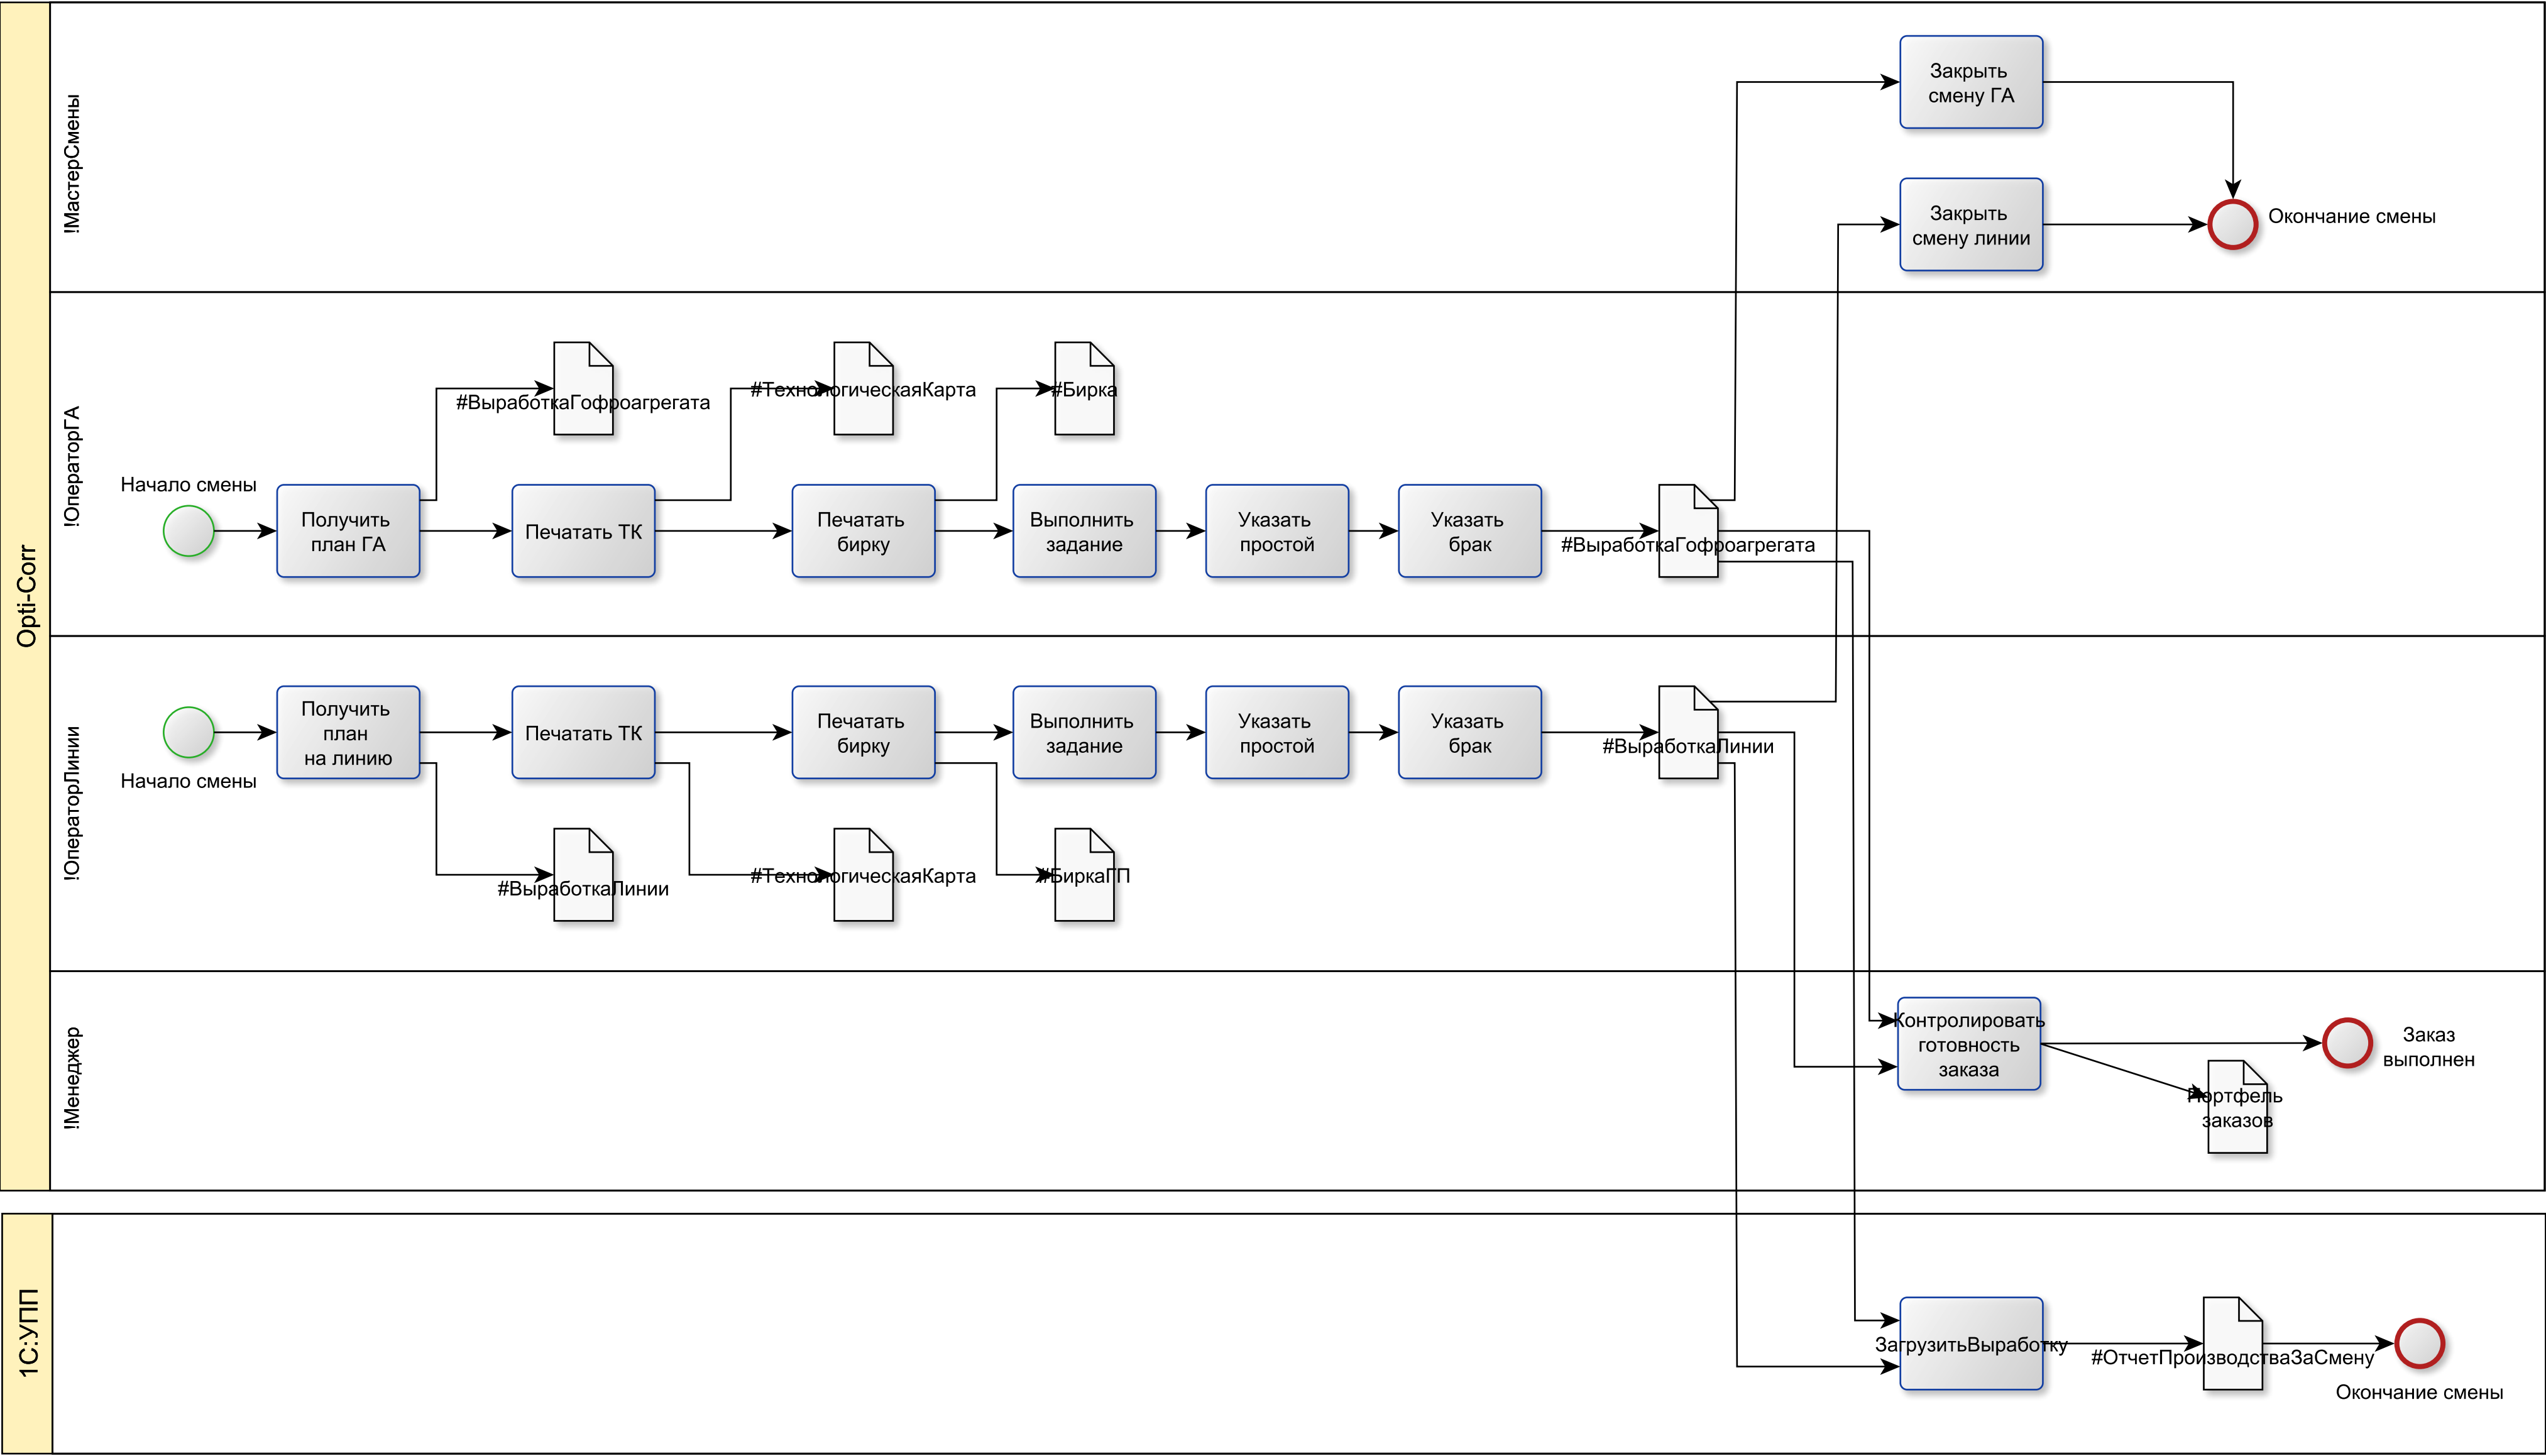 Opti-Corr
!МастерСмены
Закрыть
смену ГА
Закрыть
смену линии
Окончание смены
!ОператорГА
#ВыработкаГофроагрегата
#ТехнологическаяКарта
#Бирка
Начало смены
Получить
план ГА
Печатать ТК
Печатать
бирку
Выполнить
задание
Указать
простой
Указать
брак
#ВыработкаГофроагрегата
!ОператорЛинии
Начало смены
Получить
план
на линию
Печатать ТК
Печатать
бирку
Выполнить
задание
Указать
простой
Указать
брак
#ВыработкаЛинии
#ВыработкаЛинии
#ТехнологическаяКарта
#БиркаГП
!Менеджер
Контролировать
готовность
заказа
Заказ
выполнен
Портфель
заказов
1С:УПП
ЗагрузитьВыработку
#ОтчетПроизводстваЗаСмену
Окончание смены